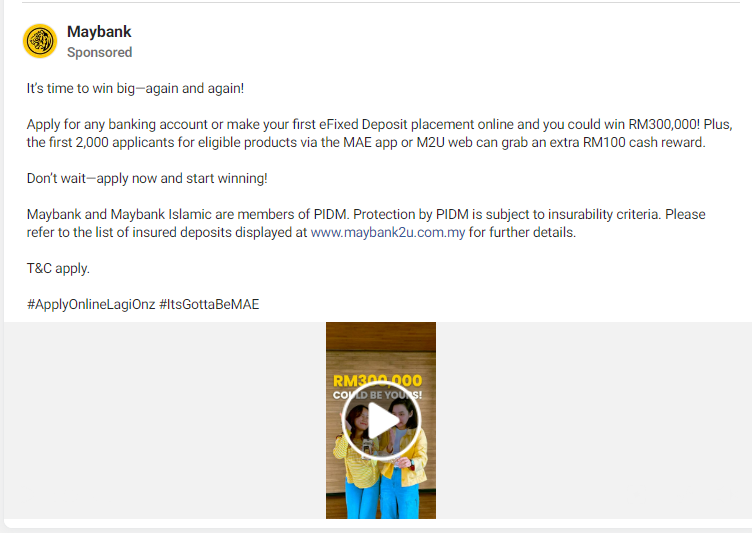 Maybank
Sponsored
It's time to win big—again and again!
Apply for any banking account or make your first eFixed Deposit placement online and you could win RM300,000! Plus,
the first 2,000 applicants for eligible products via the MAE app or M2U web can grab an extra RM100 cash reward.
Don't wait—apply now and start winning!
Maybank and Maybank Islamic are members of PIDM. Protection by PIDM is subject to insurability criteria. Please
refer to the list of insured deposits displayed at www.maybank2u.com.my for further details.
T&C apply.
#ApplyOnlineLagiOnz #ItsGottaBeMAE
RM300,000
COULD BE YOURS!